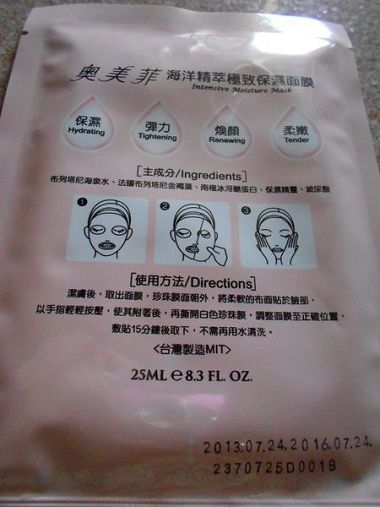 奧美菲 海洋精萃極致保濕面膜
Intensive Moisture Mask
保濕 彈力 煥顏 柔嫩
Hydrating Tightening Renewing Tender
[主成分/Ingredients]
布列塔尼海泉水、法國布列塔尼金褐藻、南極冰河醣蛋白、保濕精靈、玻尿酸
1 2 3
[使用方法/Directions]
潔膚後，取出面膜，珍珠膜面朝外，將柔軟的布面貼於臉部，
以手指輕輕按壓，使其附著後，再撕開白色珍珠膜，調整面膜至正確位置，
敷貼15分鐘後取下，不需再用水清洗。
<台灣製造MIT>
25ML e 8.3 FL. OZ.
2013.07.24.2016.07.24.
2370725D001B